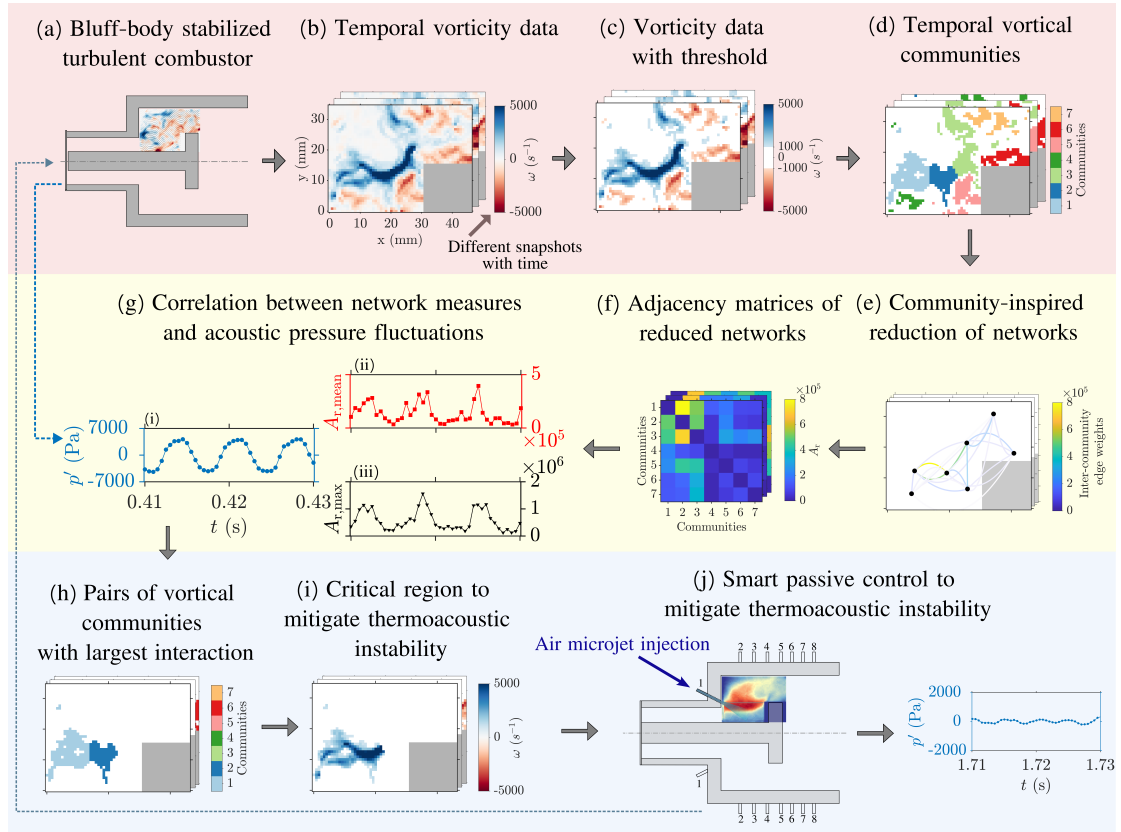 (a) Bluff-body stabilized
turbulent combustor
(b) Temporal vorticity data
(c) Vorticity data
with threshold
(d) Temporal vortical
communities
30
20
10
0
y (mm)
0 10 20 30 40
x (mm)
5000
0
-5000
ω (s⁻¹)
Different snapshots
with time
5000
1000
0
1000
-5000
ω (s⁻¹)
7
6
5
4
3
2
1
Communities
(g) Correlation between network measures
and acoustic pressure fluctuations
(f) Adjacency matrices of
reduced networks
(e) Community-inspired
reduction of networks
(i)
7000
0
-7000
p′ (Pa)
0.41 0.42 0.43
t (s)
(ii)
A_r,mean
5
0
×10⁵
(iii)
A_r,max
×10⁶
2
1
0
1
2
3
4
5
6
7
Communities
1 2 3 4 5 6 7
Communities
×10⁵
8
6
4
2
0
A_r
×10⁵
8
6
4
2
0
Inter-community
edge weights
(h) Pairs of vortical
communities
with largest interaction
(i) Critical region to
mitigate thermoacoustic
instability
(j) Smart passive control to
mitigate thermoacoustic instability
7
6
5
4
3
2
1
Communities
5000
0
-5000
ω (s⁻¹)
Air microjet injection
2 3 4 5 6 7 8
1
1
2 3 4 5 6 7 8
2000
0
-2000
p′ (Pa)
1.71 1.72 1.73
t (s)